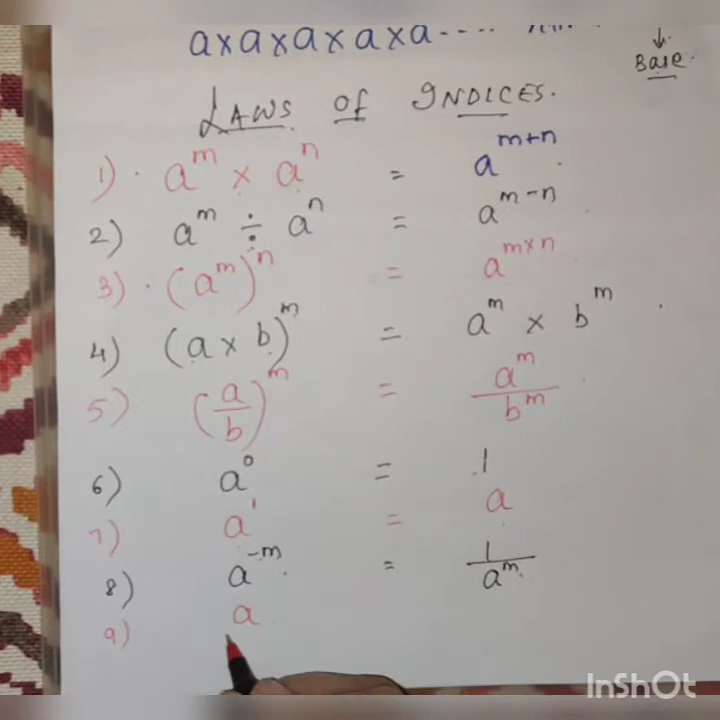 a×a×a×a×a....
↓
Base.
LAWS OF INDICES.
1) a^m × a^n = a^{m+n}
2) a^m ÷ a^n = a^{m-n}
3) (a^m)^n = a^{m×n}
4) (a × b)^m = a^m × b^m
5) (a/b)^m = a^m/b^m
6) a^0 = 1
7) a^1 = a
8) a^{-m} = 1/a^m
9) a
InShOt